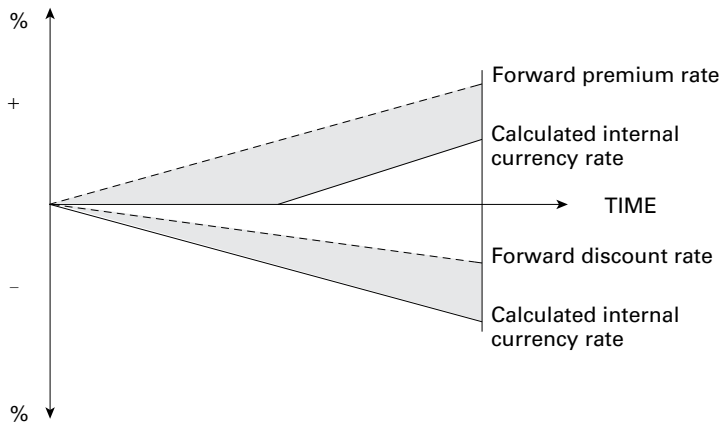 %
+
Forward premium rate
Calculated internal
currency rate
TIME
Forward discount rate
–
Calculated internal
currency rate
%